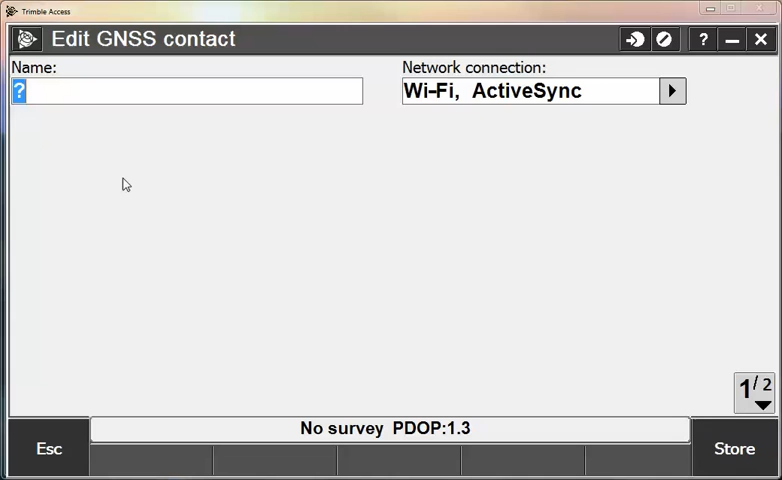 Trimble Access
Edit GNSS contact
?
Name:
Network connection:
?
Wi-Fi, ActiveSync
1/2
No survey PDOP:1.3
Esc
Store